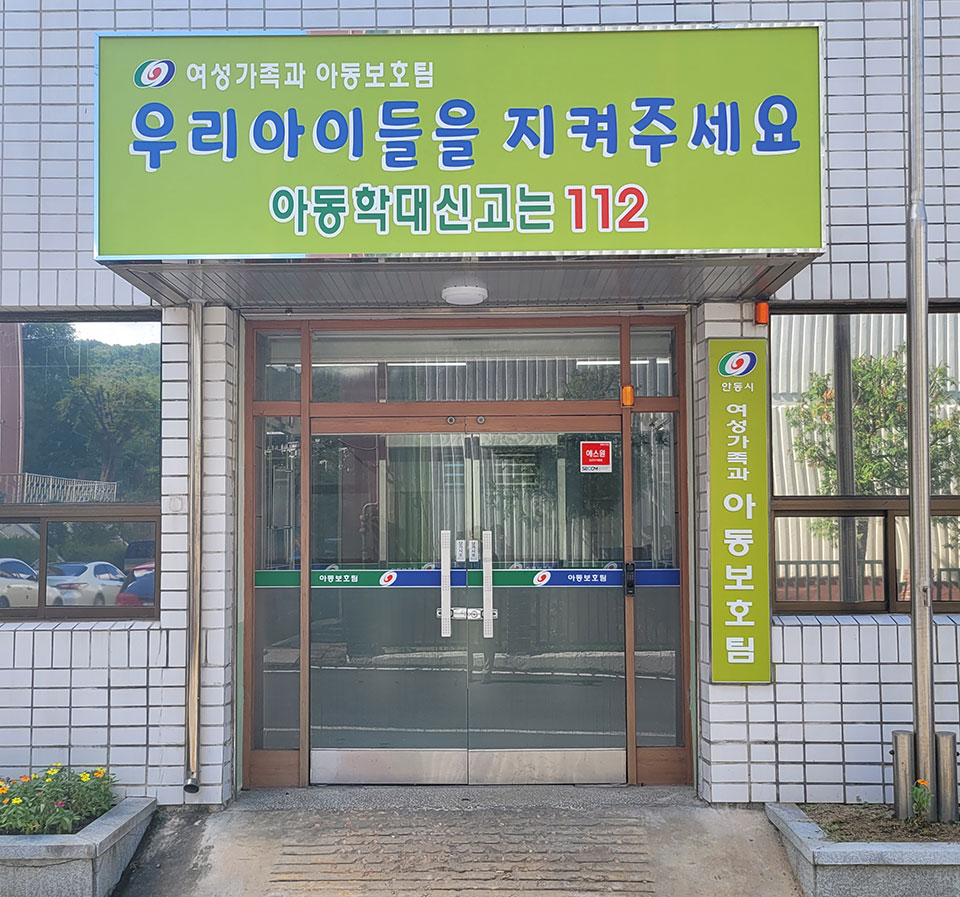 여성가족과 아동보호팀
우리아이들을 지켜주세요
아동학대신고는 112
안동시
여성가족과 아동보호팀
에스원
SECOM
아동보호팀
아동보호팀